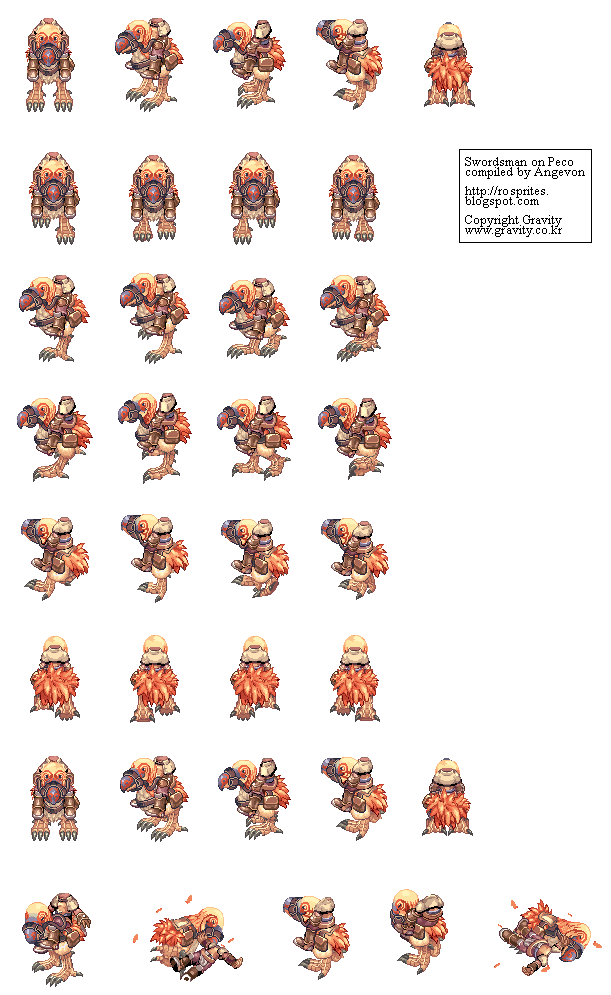 Swordsman on Peco
compiled by Angevon
http://rosprites.
blogspot.com
Copyright Gravity
www.gravity.co.kr